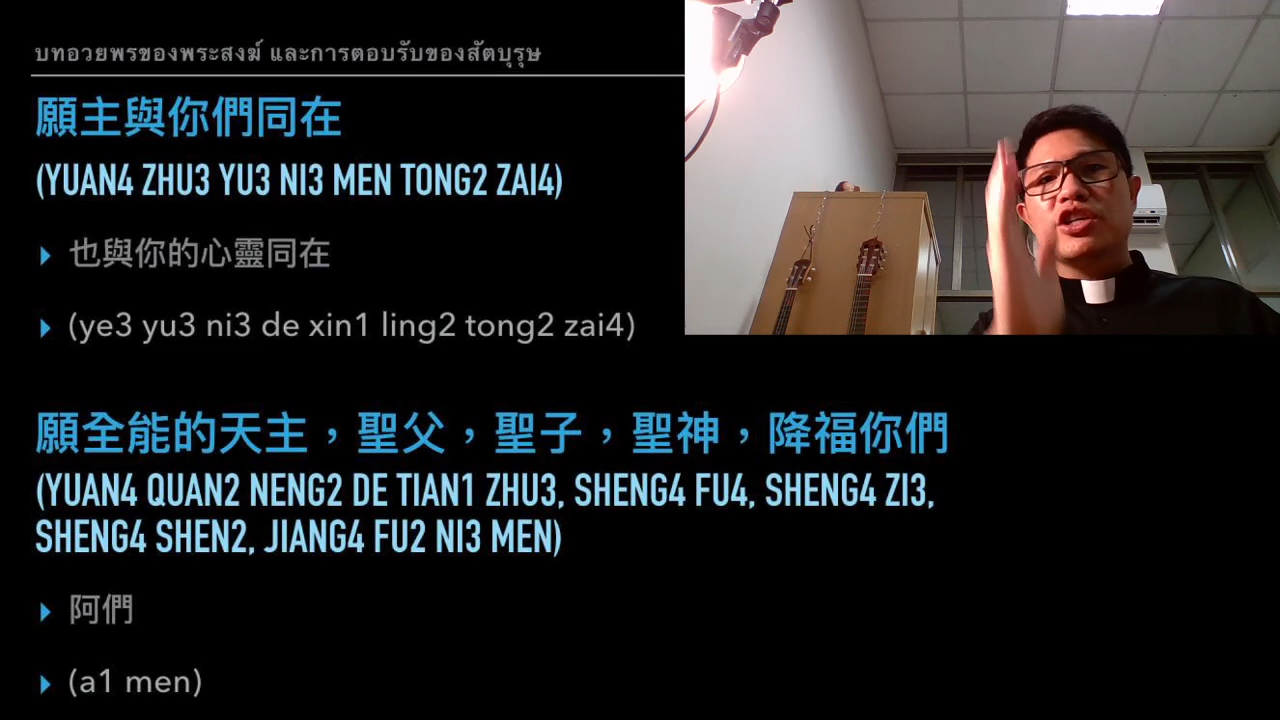 บทอวยพรของพระสงฆ์ และการตอบรับของสัตบุรุษ
願主與你們同在
(YUAN4 ZHU3 YU3 NI3 MEN TONG2 ZAI4)
也與你的心靈同在
(ye3 yu3 ni3 de xin1 ling2 tong2 zai4)
願全能的天主，聖父，聖子，聖神，降福你們
(YUAN4 QUAN2 NENG2 DE TIAN1 ZHU3, SHENG4 FU4, SHENG4 ZI3,
SHENG4 SHEN2, JIANG4 FU2 NI3 MEN)
阿們
(a1 men)